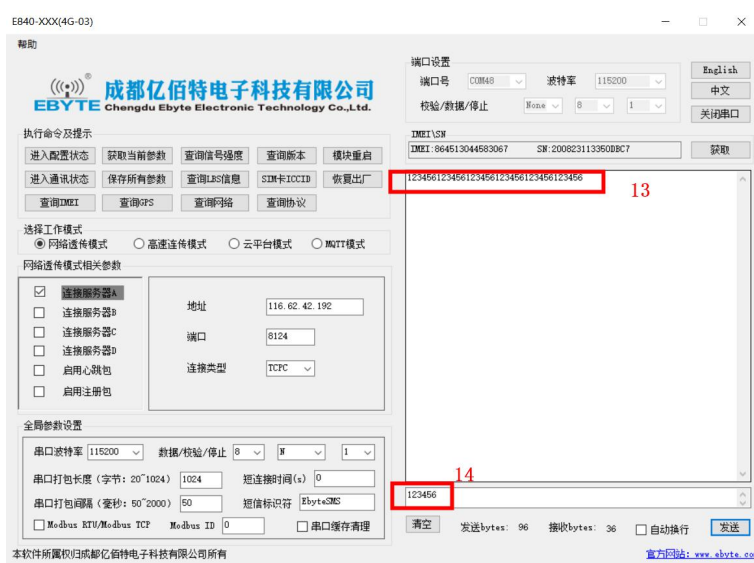 E840-XXX(4G-03)
帮助
((•))® 成都亿佰特电子科技有限公司
EBYTE Chengdu Ebyte Electronic Technology Co.,Ltd.
端口设置
端口号 COM48 波特率 115200
校验/数据/停止 None 8 1
English
中文
关闭串口
执行命令及提示
进入配置状态 获取当前参数 查询信号强度 查询版本 模块重启
进入通讯状态 保存所有参数 查询LBS信息 SIM卡ICCID 恢复出厂
查询IMEI 查询GPS 查询网络 查询协议
IMEI\SN
IMEI:864513044583067 SN:200823113350DBC7 获取
123456123456123456123456123456123456
13
选择工作模式
网络透传模式 高速连传模式 云平台模式 MQTT模式
网络透传模式相关参数
连接服务器A
连接服务器B
连接服务器C
连接服务器D
启用心跳包
启用注册包
地址 116.62.42.192
端口 8124
连接类型 TCPC
全局参数设置
串口波特率 115200 数据/校验/停止 8 N 1
串口打包长度（字节：20~1024） 1024 短连接时间(s) 0
串口打包间隔（毫秒：50~2000） 50 短信标识符 EbyteSMS
Modbus RTU/Modbus TCP Modbus ID 0 串口缓存清理
14
123456
清空 发送bytes: 96 接收bytes: 36 自动换行 发送
本软件所属权归成都亿佰特电子科技有限公司所有
官方网站：www.ebyte.co